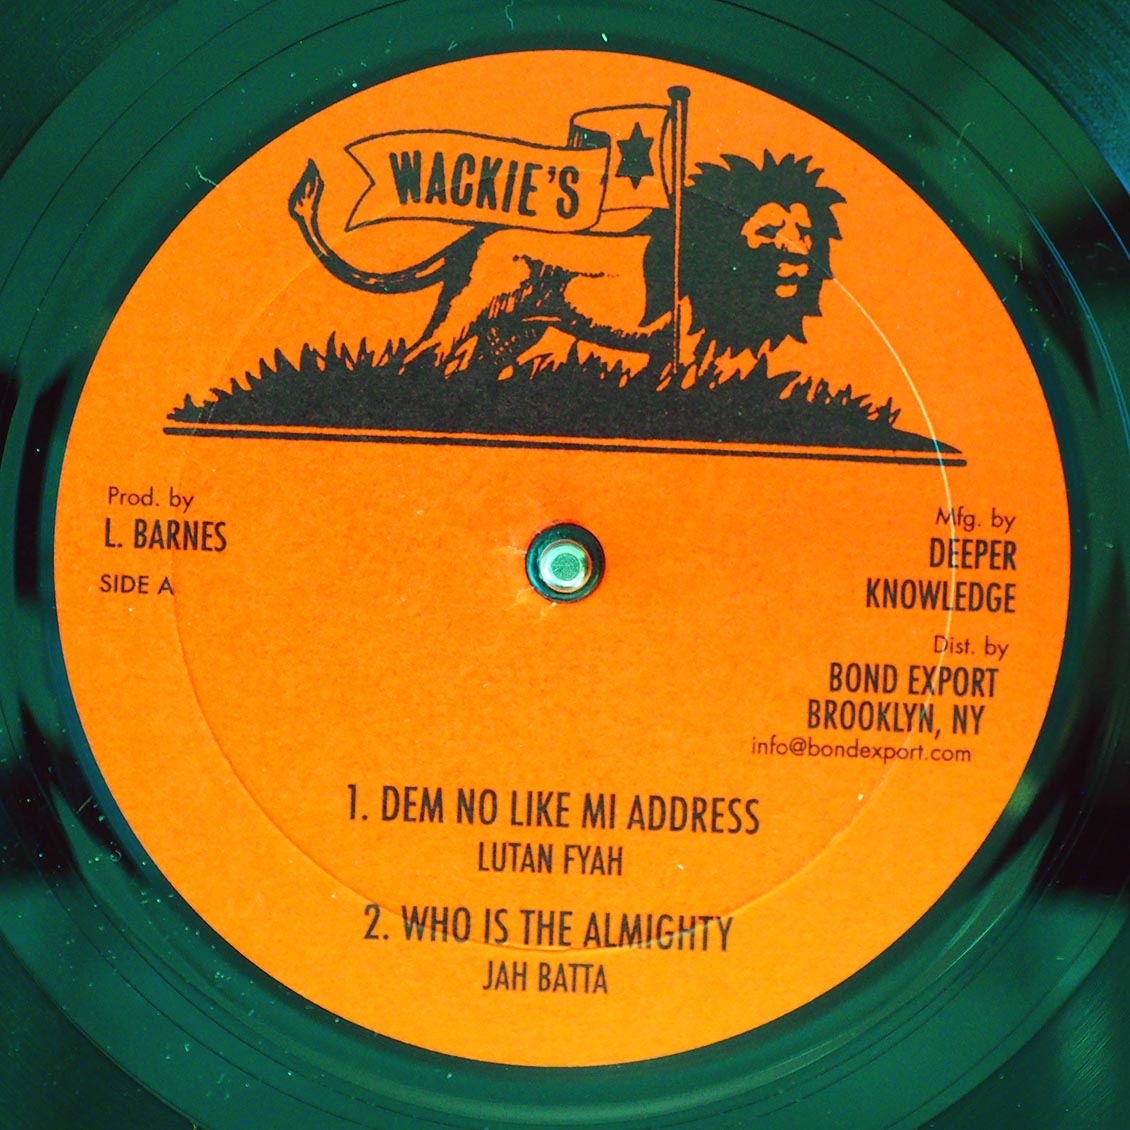 WACKIE'S
Prod. by
L. BARNES
SIDE A
Mfg. by
DEEPER
KNOWLEDGE
Dist. by
BOND EXPORT
BROOKLYN, NY
info@bondexport.com
1. DEM NO LIKE MI ADDRESS
LUTAN FYAH
2. WHO IS THE ALMIGHTY
JAH BATTA